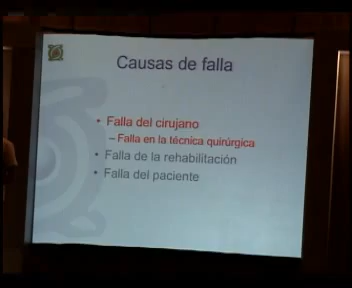 Causas de falla
• Falla del cirujano
– Falla en la técnica quirúrgica
• Falla de la rehabilitación
• Falla del paciente